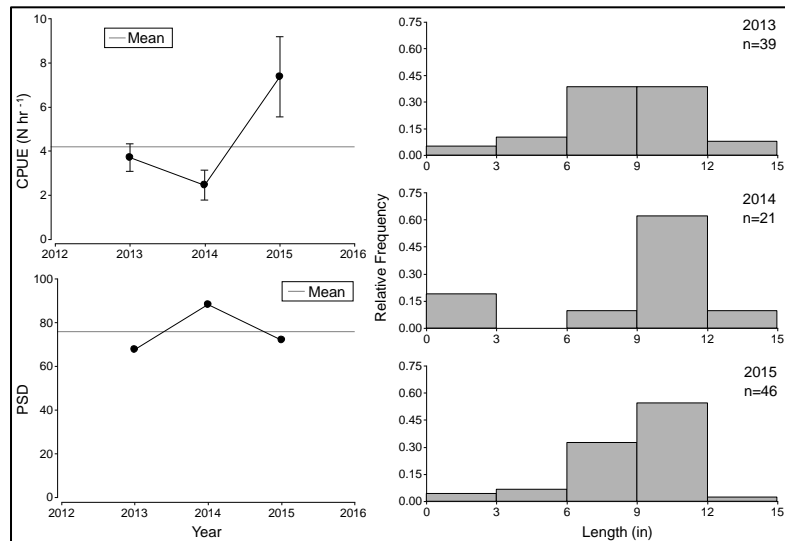 10
8
6
4
2
0
CPUE (N hr -1)
Mean
2012 2013 2014 2015 2016
100
80
60
40
20
0
PSD
Mean
2012 2013 2014 2015 2016
Year
Relative Frequency
0.75
0.60
0.45
0.30
0.15
0.00
2013
n=39
0 3 6 9 12 15
0.75
0.60
0.45
0.30
0.15
0.00
2014
n=21
0 3 6 9 12 15
0.75
0.60
0.45
0.30
0.15
0.00
2015
n=46
0 3 6 9 12 15
Length (in)